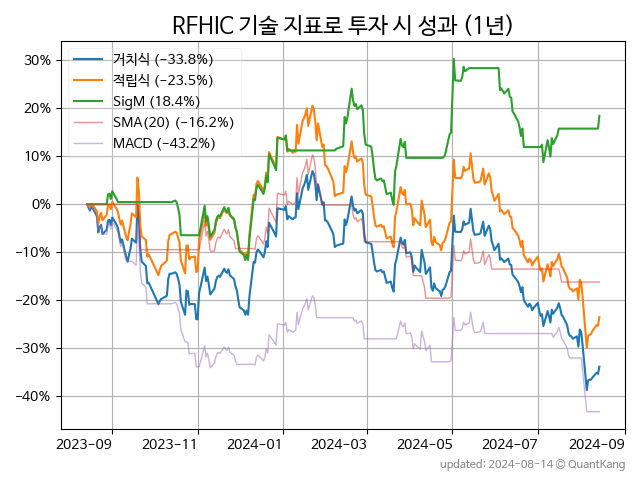 RFHIC 기술 지표로 투자 시 성과 (1년)
거치식 (−33.8%)
적립식 (−23.5%)
SigM (18.4%)
SMA(20) (−16.2%)
MACD (−43.2%)
30%
20%
10%
0%
−10%
−20%
−30%
−40%
2023-09 2023-11 2024-01 2024-03 2024-05 2024-07 2024-09
updated: 2024-08-14 @ QuantKang